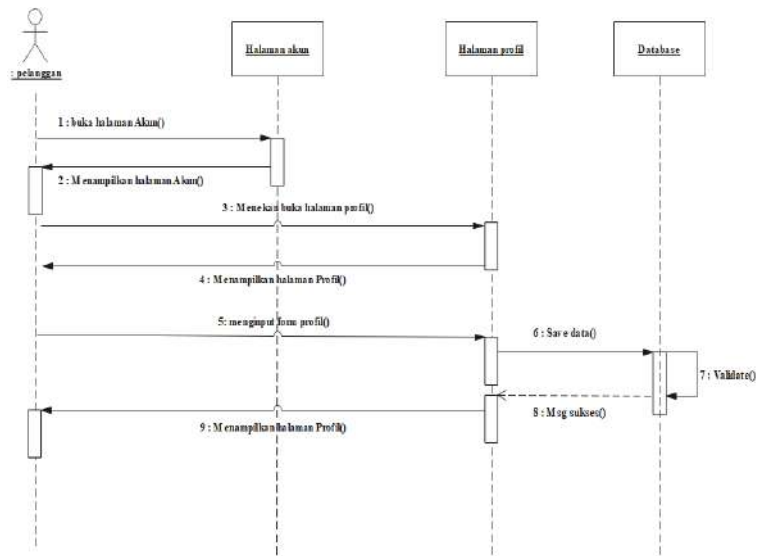 : pelanggan
Halaman akun
Halaman profil
Database
1 : buka halaman Akun()
2 : Menampilkan halaman Akun()
3 : Menekan buka halaman profil()
4 : Menampilkan halaman Profil()
5: menginput form profil()
6 : Save data()
7 : Validate()
8 : Msg sukses()
9 : Menampilkan halaman Profil()